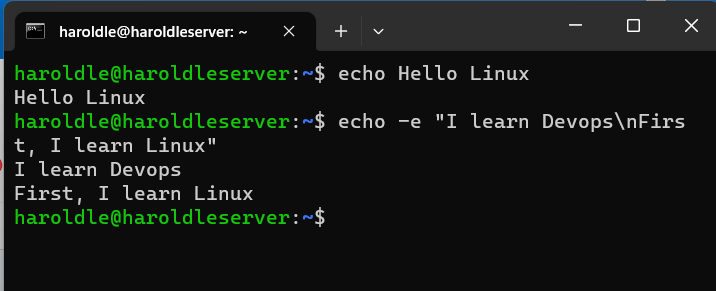 haroldle@haroldleserver: ~
haroldle@haroldleserver:~$ echo Hello Linux
Hello Linux
haroldle@haroldleserver:~$ echo -e "I learn Devops\nFirs
t, I learn Linux"
I learn Devops
First, I learn Linux
haroldle@haroldleserver:~$